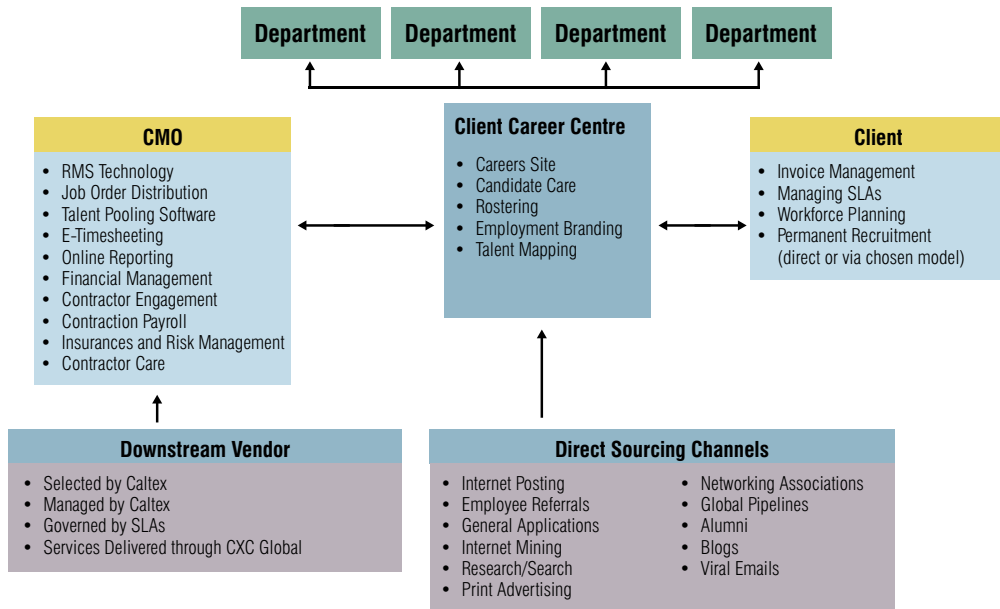 Department
Department
Department
Department
CMO
• RMS Technology
• Job Order Distribution
• Talent Pooling Software
• E-Timesheeting
• Online Reporting
• Financial Management
• Contractor Engagement
• Contraction Payroll
• Insurances and Risk Management
• Contractor Care
Client Career Centre
• Careers Site
• Candidate Care
• Rostering
• Employment Branding
• Talent Mapping
Client
• Invoice Management
• Managing SLAs
• Workforce Planning
• Permanent Recruitment
(direct or via chosen model)
Downstream Vendor
• Selected by Caltex
• Managed by Caltex
• Governed by SLAs
• Services Delivered through CXC Global
Direct Sourcing Channels
• Internet Posting
• Employee Referrals
• General Applications
• Internet Mining
• Research/Search
• Print Advertising
• Networking Associations
• Global Pipelines
• Alumni
• Blogs
• Viral Emails